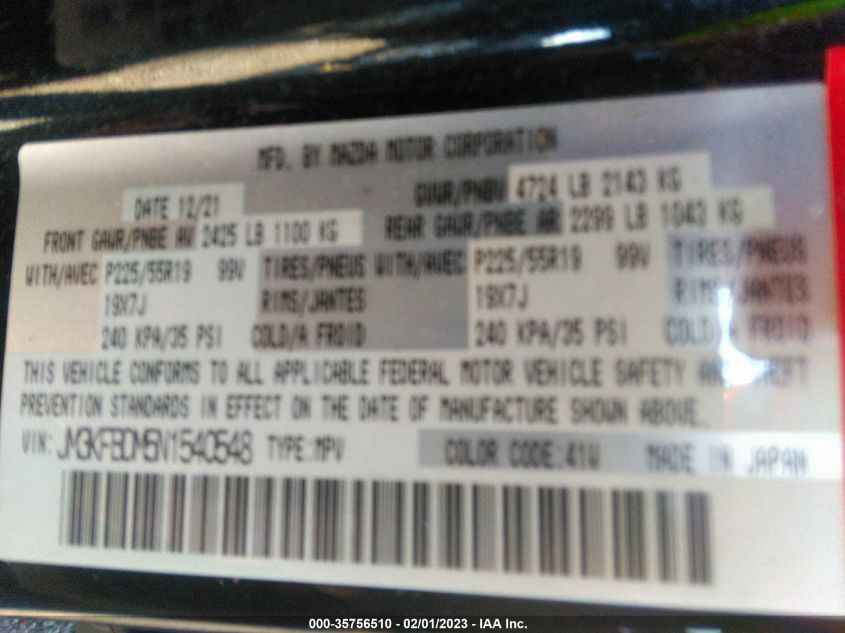 MFD. BY MAZDA MOTOR CORPORATION
DATE 12/21 GVWR/PNBV 4724 LB 2143 KG
FRONT GAWR/PNBE AV 2425 LB 1100 KG REAR GAWR/PNBE AR 2299 LB 1043 KG
WITH/AVEC P225/55R19 99V TIRES/PNEUS WITH/AVEC P225/55R19 99V TIRES/PNEUS
19X7J RIMS/JANTES 19X7J RIMS/JANTES
240 KPA/35 PSI COLD/A FROID 240 KPA/35 PSI COLD/A FROID
THIS VEHICLE CONFORMS TO ALL APPLICABLE FEDERAL MOTOR VEHICLE SAFETY AND THEFT
PREVENTION STANDARDS IN EFFECT ON THE DATE OF MANUFACTURE SHOWN ABOVE.
VIN: JM3KFBDM5N1540548 TYPE:MPV COLOR CODE:41W MADE IN JAPAN
000-35756510 - 02/01/2023 - IAA Inc.